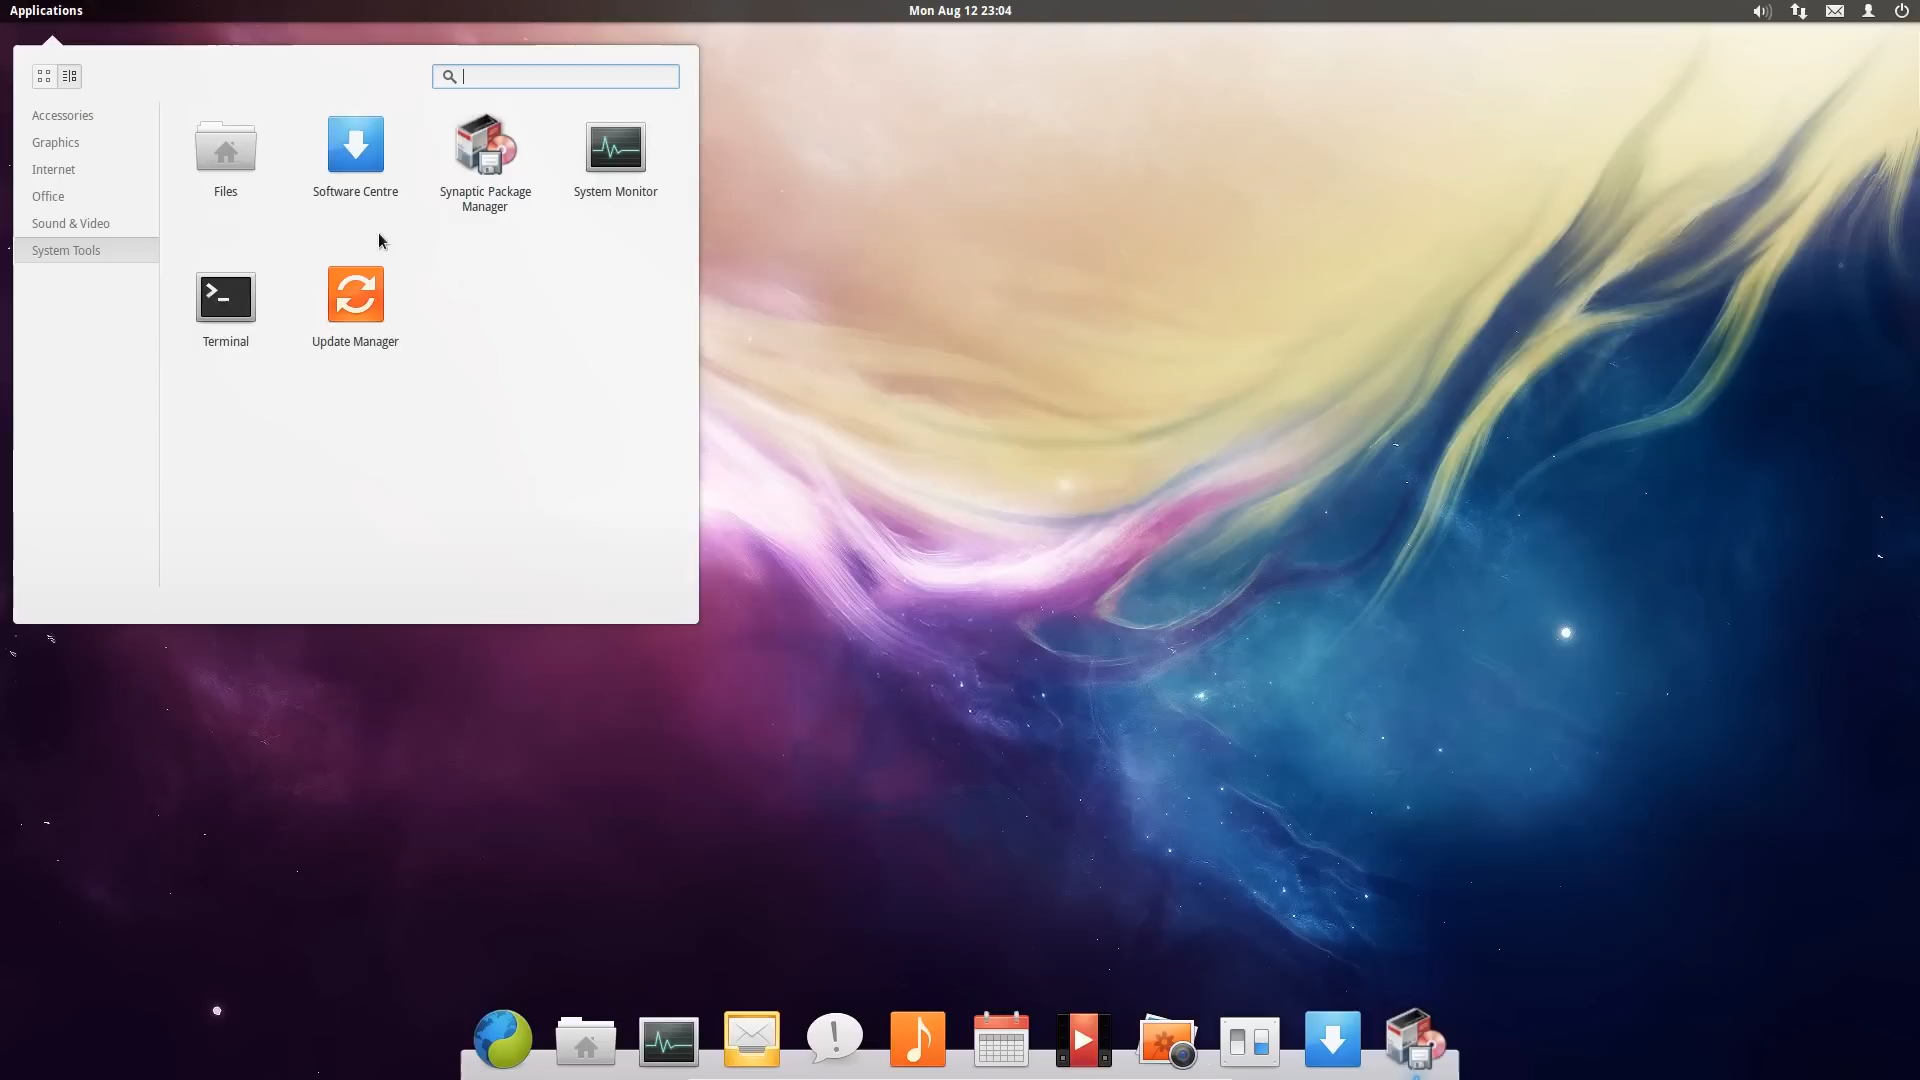 Applications
Mon Aug 12 23:04
Accessories
Graphics
Internet
Office
Sound & Video
System Tools
Files
Software Centre
Synaptic Package
Manager
System Monitor
Terminal
Update Manager